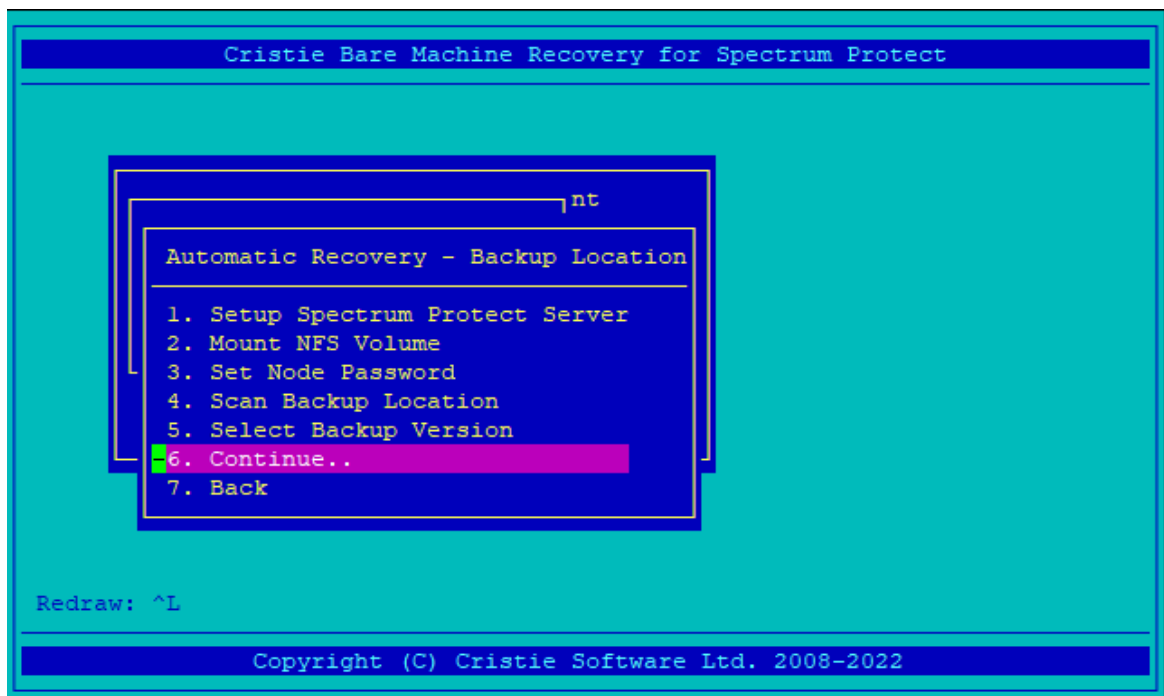 Cristie Bare Machine Recovery for Spectrum Protect
nt
Automatic Recovery - Backup Location
1. Setup Spectrum Protect Server
2. Mount NFS Volume
3. Set Node Password
4. Scan Backup Location
5. Select Backup Version
-6. Continue..
7. Back
Redraw: ^L
Copyright (C) Cristie Software Ltd. 2008-2022